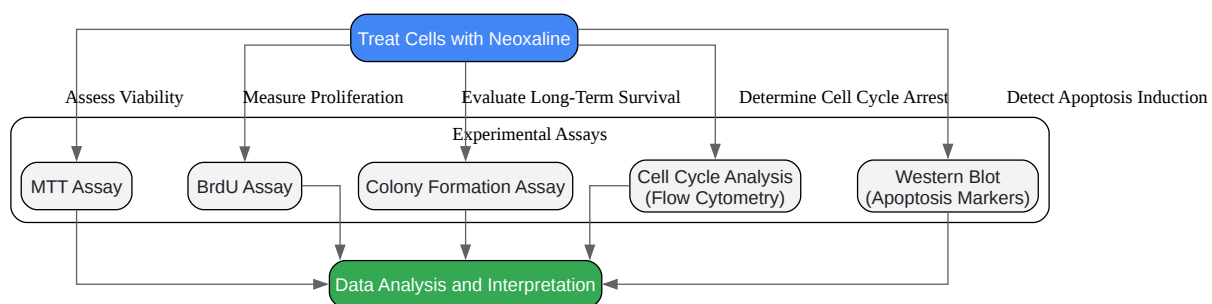 Treat Cells with Neoxaline
Assess Viability
Measure Proliferation
Evaluate Long-Term Survival
Determine Cell Cycle Arrest
Detect Apoptosis Induction
Experimental Assays
MTT Assay
BrdU Assay
Colony Formation Assay
Cell Cycle Analysis
(Flow Cytometry)
Western Blot
(Apoptosis Markers)
Data Analysis and Interpretation